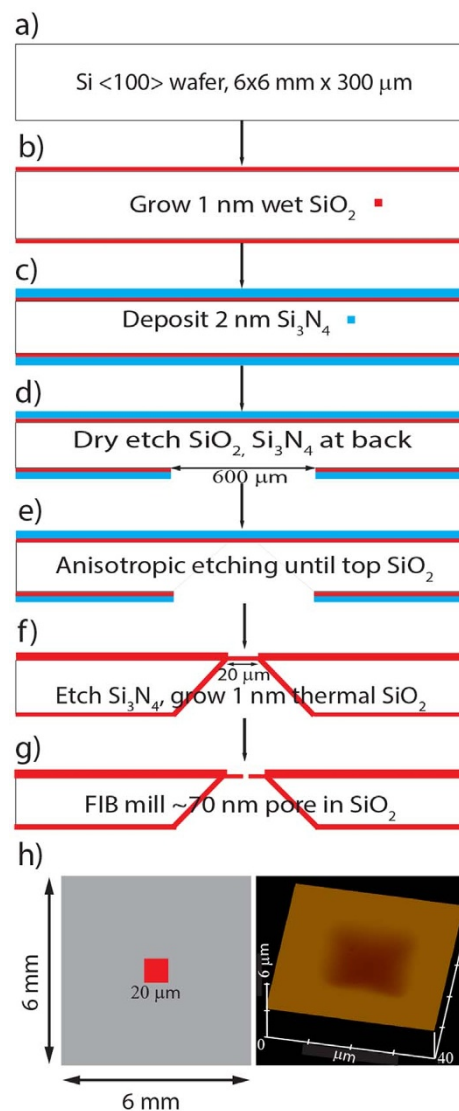 a)
Si <100> wafer, 6x6 mm x 300 μm
b)
Grow 1 nm wet SiO₂
c)
Deposit 2 nm Si₃N₄
d)
Dry etch SiO₂, Si₃N₄ at back
600 μm
e)
Anisotropic etching until top SiO₂
f)
20 μm
Etch Si₃N₄, grow 1 nm thermal SiO₂
g)
FIB mill ~70 nm pore in SiO₂
h)
6 mm
20 μm
6 mm
6 μm
0
μm
40